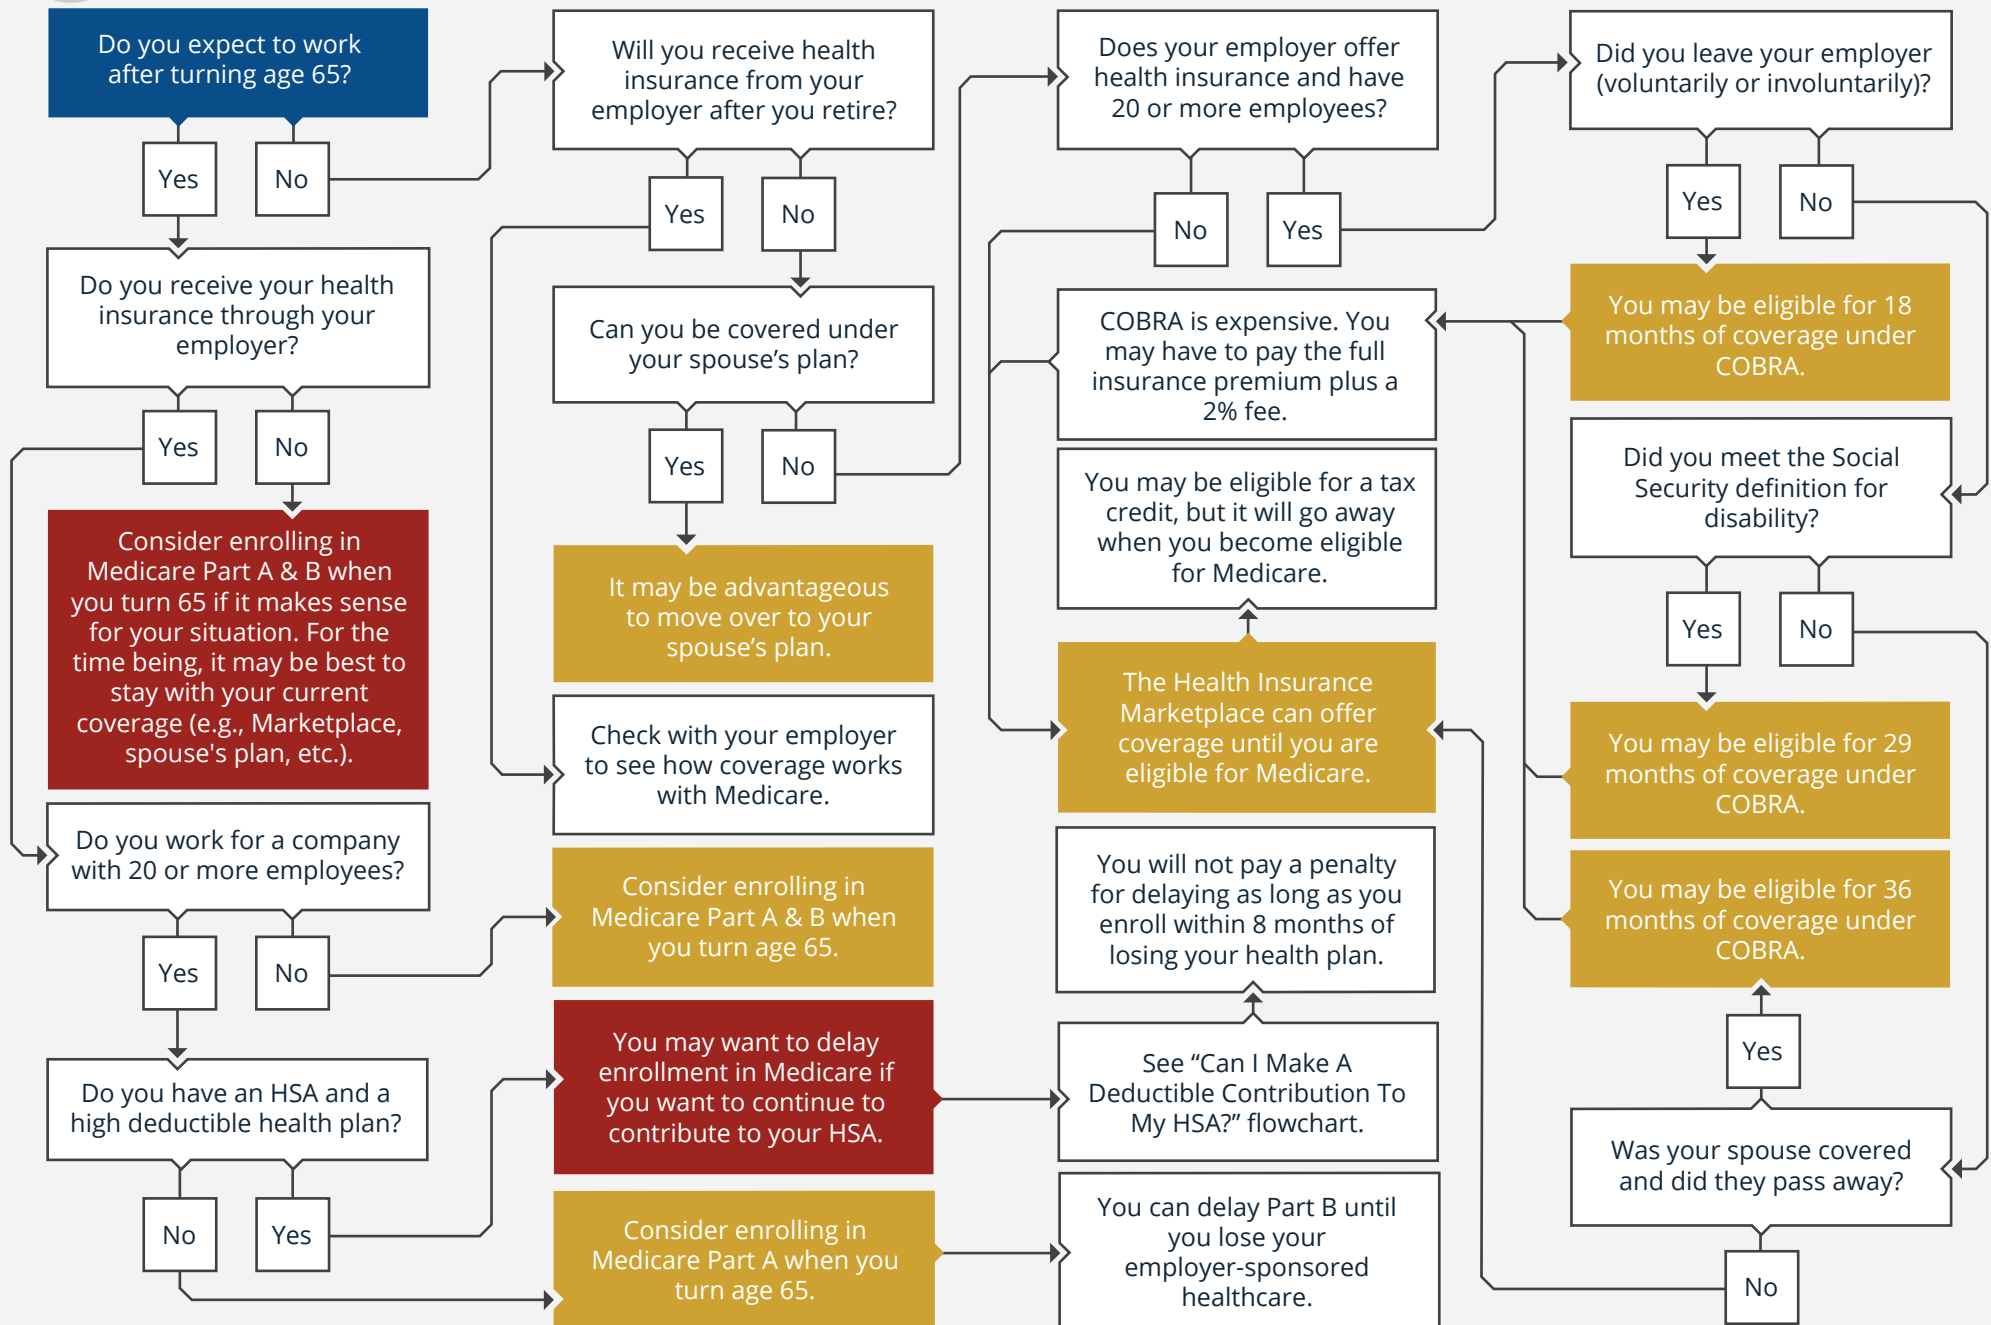 Do you expect to work
after turning age 65?
Yes
No
Do you receive your health
insurance through your
employer?
Yes
No
Consider enrolling in
Medicare Part A & B when
you turn 65 if it makes sense
for your situation. For the
time being, it may be best to
stay with your current
coverage (e.g., Marketplace,
spouse's plan, etc.).
Do you work for a company
with 20 or more employees?
Yes
No
Do you have an HSA and a
high deductible health plan?
No
Yes
Will you receive health
insurance from your
employer after you retire?
Yes
No
Can you be covered under
your spouse’s plan?
Yes
No
It may be advantageous
to move over to your
spouse’s plan.
Check with your employer
to see how coverage works
with Medicare.
Consider enrolling in
Medicare Part A & B when
you turn age 65.
You may want to delay
enrollment in Medicare if
you want to continue to
contribute to your HSA.
Consider enrolling in
Medicare Part A when you
turn age 65.
Does your employer offer
health insurance and have
20 or more employees?
No
Yes
COBRA is expensive. You
may have to pay the full
insurance premium plus a
2% fee.
You may be eligible for a tax
credit, but it will go away
when you become eligible
for Medicare.
The Health Insurance
Marketplace can offer
coverage until you are
eligible for Medicare.
You will not pay a penalty
for delaying as long as you
enroll within 8 months of
losing your health plan.
See “Can I Make A
Deductible Contribution To
My HSA?” flowchart.
You can delay Part B until
you lose your
employer-sponsored
healthcare.
Did you leave your employer
(voluntarily or involuntarily)?
Yes
No
You may be eligible for 18
months of coverage under
COBRA.
Did you meet the Social
Security definition for
disability?
Yes
No
You may be eligible for 29
months of coverage under
COBRA.
You may be eligible for 36
months of coverage under
COBRA.
Yes
Was your spouse covered
and did they pass away?
No